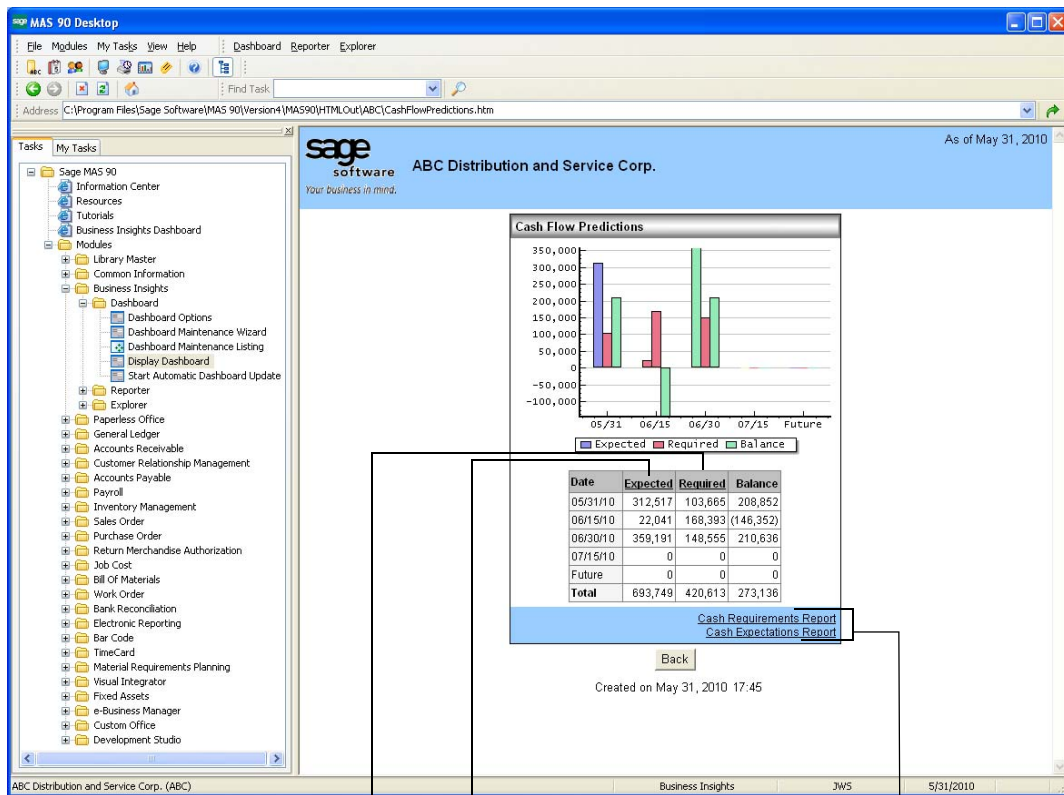 MAS 90 Desktop
File Modules My Tasks View Help Dashboard Reporter Explorer
Find Task
Address C:\Program Files\Sage Software\MAS 90\Version4\MAS90\HTMLOut\ABC\CashFlowPredictions.htm
Tasks My Tasks
Sage MAS 90
Information Center
Resources
Tutorials
Business Insights Dashboard
Modules
Library Master
Common Information
Business Insights
Dashboard
Dashboard Options
Dashboard Maintenance Wizard
Dashboard Maintenance Listing
Display Dashboard
Start Automatic Dashboard Update
Reporter
Explorer
Paperless Office
General Ledger
Accounts Receivable
Customer Relationship Management
Accounts Payable
Payroll
Inventory Management
Sales Order
Purchase Order
Return Merchandise Authorization
Job Cost
Bill Of Materials
Work Order
Bank Reconciliation
Electronic Reporting
Bar Code
TimeCard
Material Requirements Planning
Visual Integrator
Fixed Assets
e-Business Manager
Custom Office
Development Studio
sage
software
Your business in mind.
ABC Distribution and Service Corp.
As of May 31, 2010
Cash Flow Predictions
350,000
300,000
250,000
200,000
150,000
100,000
50,000
0
-50,000
-100,000
05/31 06/15 06/30 07/15 Future
Expected Required Balance
Date Expected Required Balance
05/31/10 312,517 103,665 208,852
06/15/10 22,041 168,393 (146,352)
06/30/10 359,191 148,555 210,636
07/15/10 0 0 0
Future 0 0 0
Total 693,749 420,613 273,136
Cash Requirements Report
Cash Expectations Report
Back
Created on May 31, 2010 17:45
ABC Distribution and Service Corp. (ABC) Business Insights JWS 5/31/2010